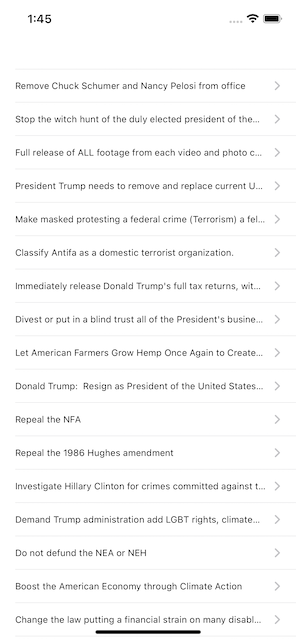 1:45
Remove Chuck Schumer and Nancy Pelosi from office
Stop the witch hunt of the duly elected president of the...
Full release of ALL footage from each video and photo c...
President Trump needs to remove and replace current U...
Make masked protesting a federal crime (Terrorism) a fel...
Classify Antifa as a domestic terrorist organization.
Immediately release Donald Trump's full tax returns, wit...
Divest or put in a blind trust all of the President's busine...
Let American Farmers Grow Hemp Once Again to Create...
Donald Trump:  Resign as President of the United States...
Repeal the NFA
Repeal the 1986 Hughes amendment
Investigate Hillary Clinton for crimes committed against t...
Demand Trump administration add LGBT rights, climate...
Do not defund the NEA or NEH
Boost the American Economy through Climate Action
Change the law putting a financial strain on many disabl...